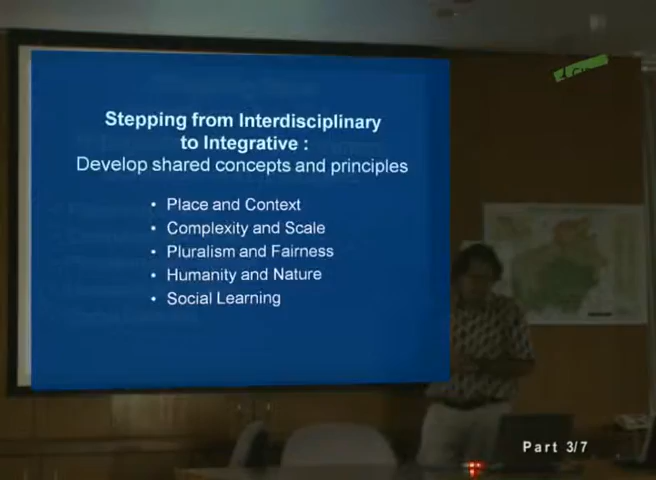 Stepping from Interdisciplinary
to Integrative :
Develop shared concepts and principles
• Place and Context
• Complexity and Scale
• Pluralism and Fairness
• Humanity and Nature
• Social Learning
Part 3/7